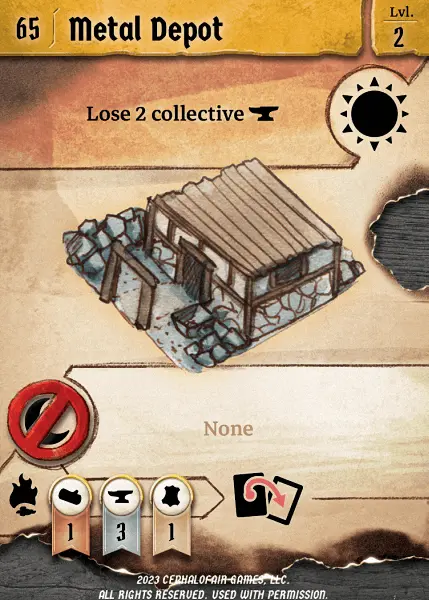 65 Metal Depot
Lvl.
2
Lose 2 collective
None
1 3 1
2023 CEPHALOFAIR GAMES, LLC.
ALL RIGHTS RESERVED. USED WITH PERMISSION.